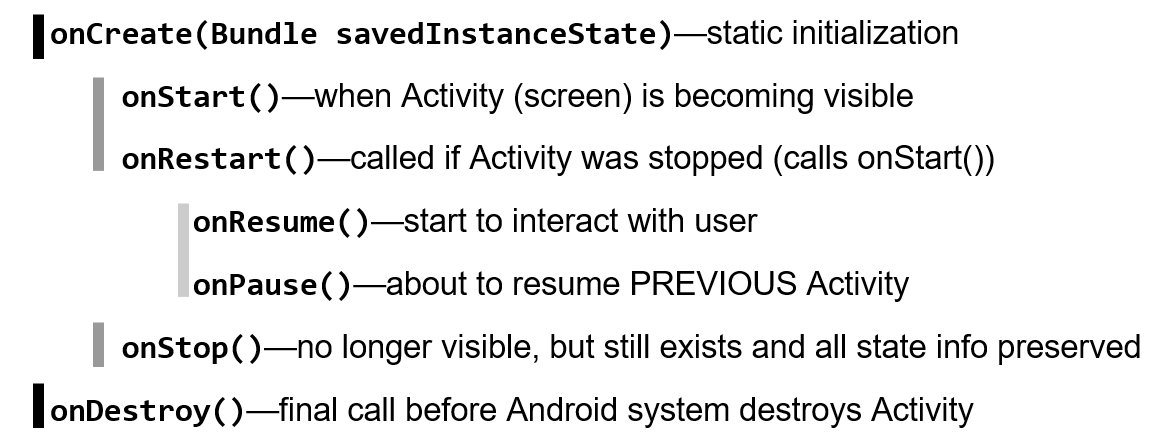 onCreate(Bundle savedInstanceState)—static initialization
onStart()—when Activity (screen) is becoming visible
onRestart()—called if Activity was stopped (calls onStart())
onResume()—start to interact with user
onPause()—about to resume PREVIOUS Activity
onStop()—no longer visible, but still exists and all state info preserved
onDestroy()—final call before Android system destroys Activity